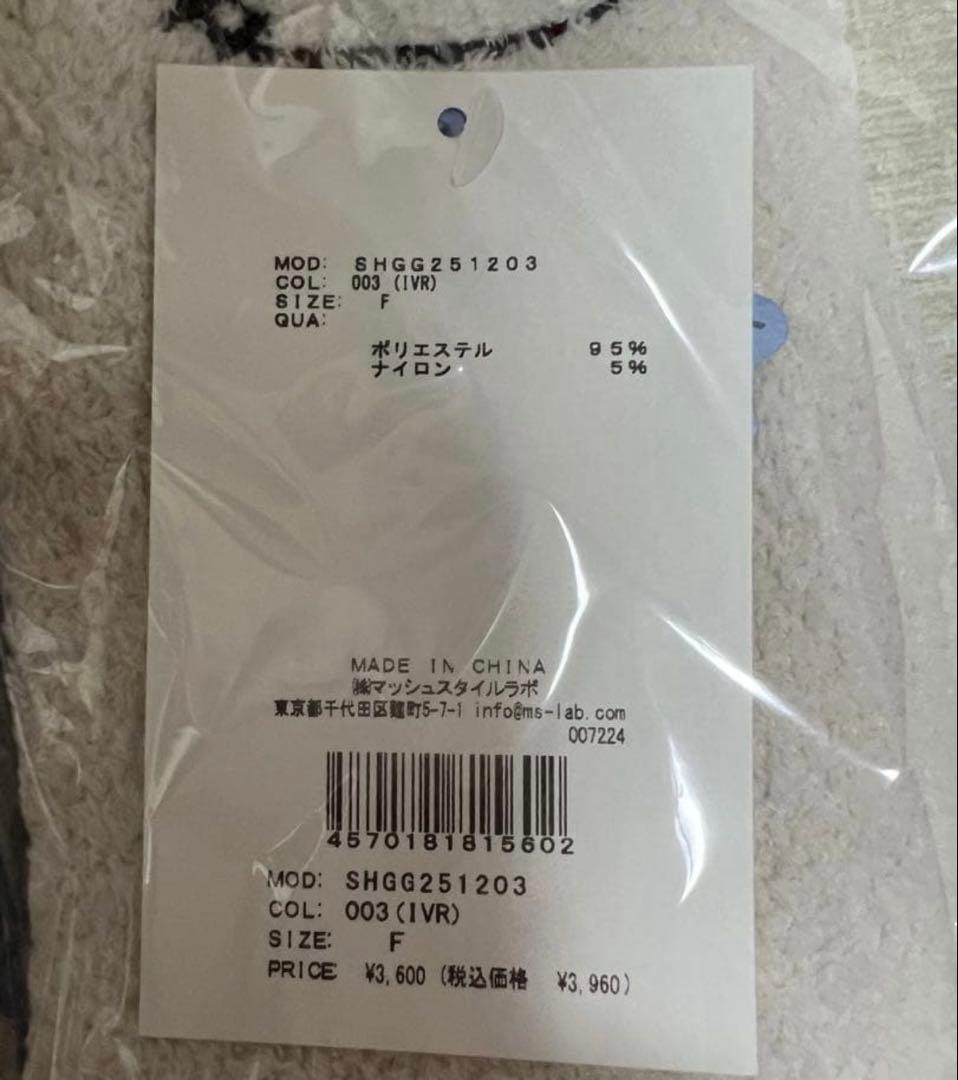 MOD: SHGG251203
COL: 003 (IVR)
SIZE: F
QUA:
ポリエステル 95%
ナイロン 5%
MADE IN CHINA
㈱マッシュスタイルラボ
東京都千代田区麹町5-7-1 info@ms-lab.com
007224
4570181815602
MOD: SHGG251203
COL: 003(IVR)
SIZE: F
PRICE ¥3,600 (税込価格 ¥3,960)